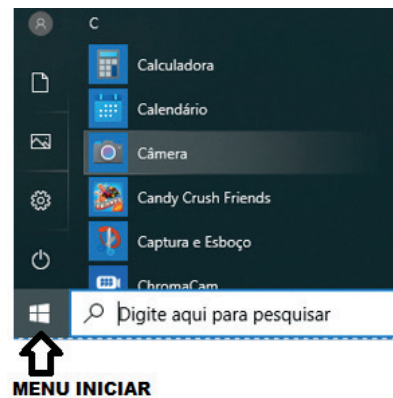 C
Calculadora
Calendário
Câmera
Candy Crush Friends
Captura e Esboço
ChromaCam
Digite aqui para pesquisar
MENU INICIAR